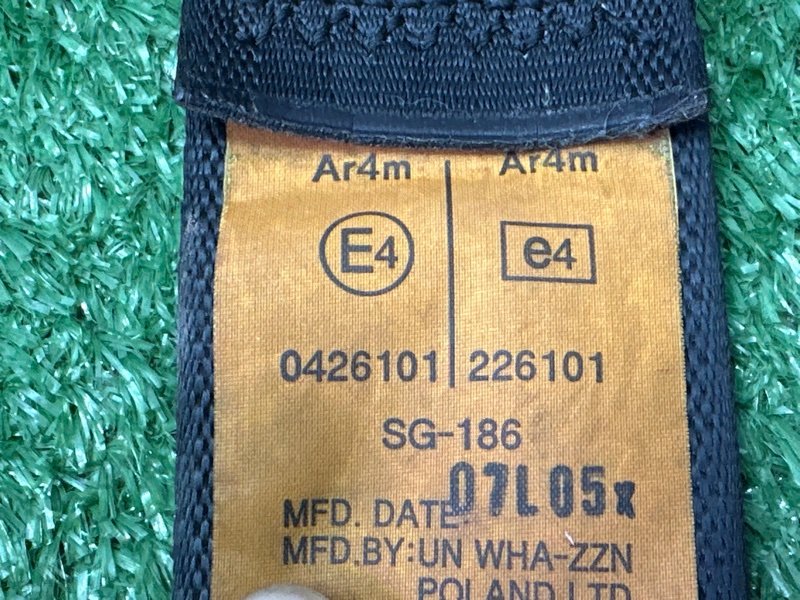 Ar4m Ar4m
E4 e4
0426101 226101
SG-186
MFD. DATE 07L05x
MFD.BY:UN WHA-ZZN
POLAND LTD